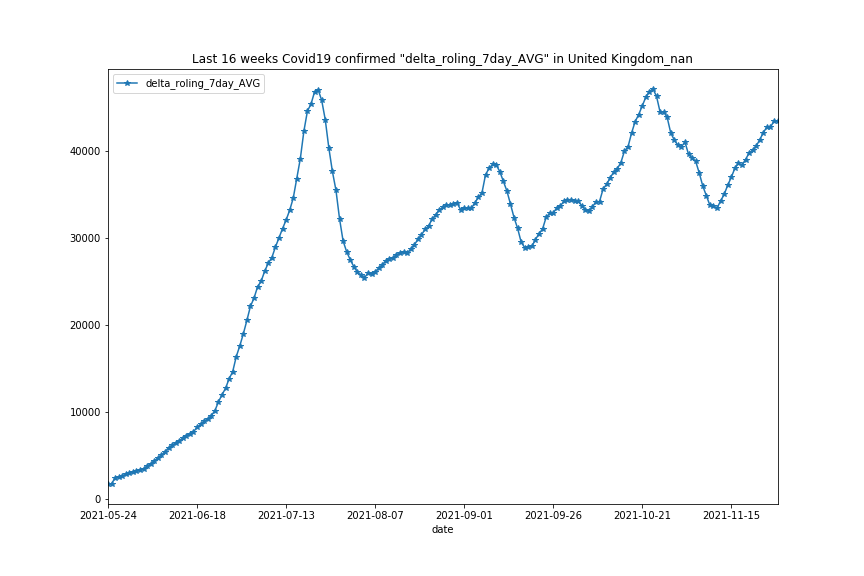 Last 16 weeks Covid19 confirmed "delta_roling_7day_AVG" in United Kingdom_nan
delta_roling_7day_AVG
40000
30000
20000
10000
0
2021-05-24 2021-06-18 2021-07-13 2021-08-07 2021-09-01 2021-09-26 2021-10-21 2021-11-15
date